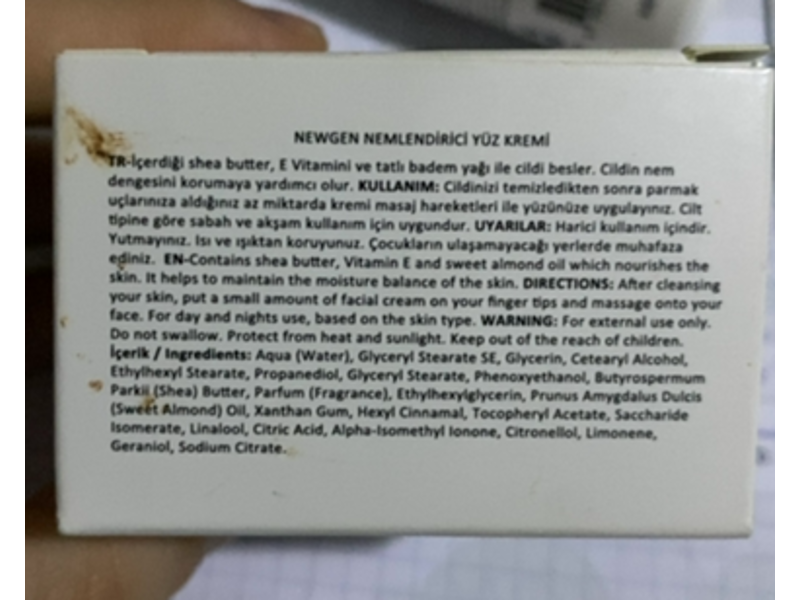 NEWGEN NEMLENDİRİCİ YÜZ KREMİ
TR-İçerdiği shea butter, E Vitamini ve tatlı badem yağı ile cildi besler. Cildin nem
dengesini korumaya yardımcı olur. KULLANIM: Cildinizi temizledikten sonra parmak
uçlarınıza aldığınız az miktarda kremi masaj hareketleri ile yüzünüze uygulayınız. Cilt
tipine göre sabah ve akşam kullanım için uygundur. UYARILAR: Harici kullanım içindir.
Yutmayınız. Isı ve ışıktan koruyunuz. Çocukların ulaşamayacağı yerlerde muhafaza
ediniz. EN-Contains shea butter, Vitamin E and sweet almond oil which nourishes the
skin. It helps to maintain the moisture balance of the skin. DIRECTIONS: After cleansing
your skin, put a small amount of facial cream on your finger tips and massage onto your
face. For day and nights use, based on the skin type. WARNING: For external use only.
Do not swallow. Protect from heat and sunlight. Keep out of the reach of children.
İçerik / Ingredients: Aqua (Water), Glyceryl Stearate SE, Glycerin, Cetearyl Alcohol,
Ethylhexyl Stearate, Propanediol, Glyceryl Stearate, Phenoxyethanol, Butyrospermum
Parkii (Shea) Butter, Parfum (Fragrance), Ethylhexylglycerin, Prunus Amygdalus Dulcis
(Sweet Almond) Oil, Xanthan Gum, Hexyl Cinnamal, Tocopheryl Acetate, Saccharide
Isomerate, Linalool, Citric Acid, Alpha-Isomethyl Ionone, Citronellol, Limonene,
Geraniol, Sodium Citrate.